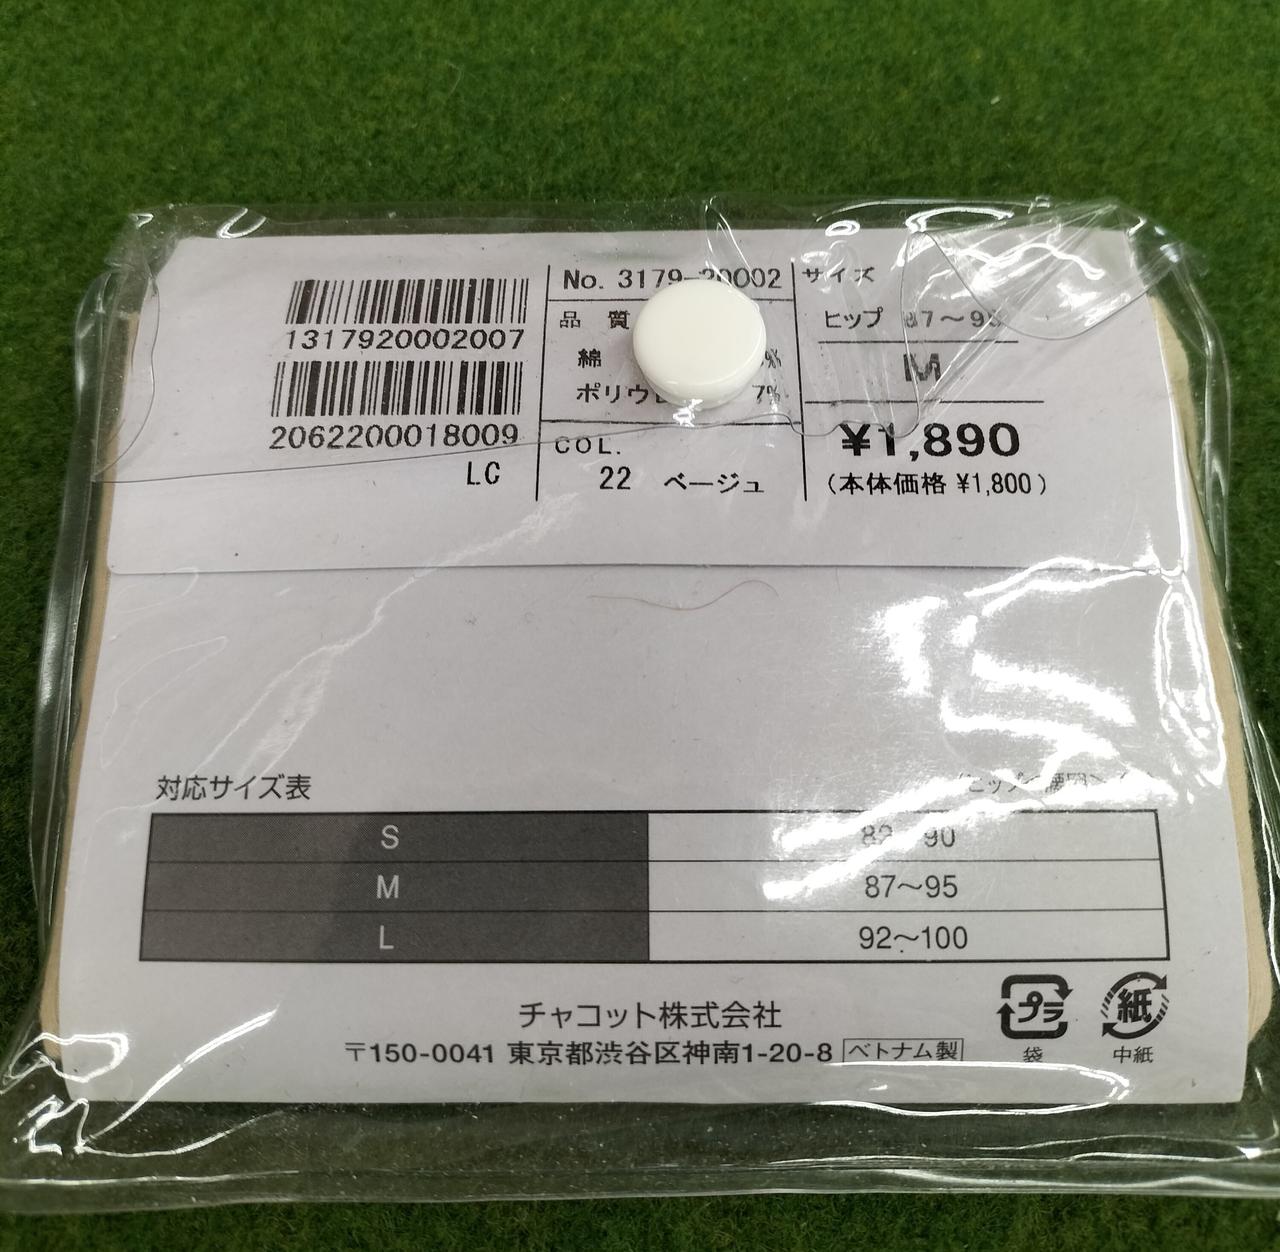 1317920002007
2062200018009
LC
No. 3179-20002
品質
綿
ポリウ 7%
COL.
22 ベージュ
サイズ
ヒップ 87～95
M
¥1,890
(本体価格 ¥1,800)
対応サイズ表
S 82 90
M 87～95
L 92～100
チャコット株式会社
〒150-0041 東京都渋谷区神南1-20-8 ベトナム製
プラ
袋
紙
中紙